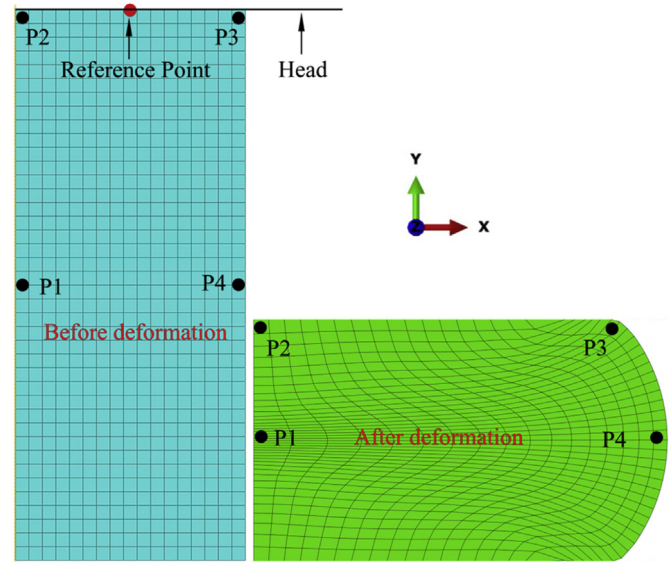 P2
P3
Reference Point
Head
Y
Z
X
P1
P4
Before deformation
P2
P3
P1
After deformation
P4